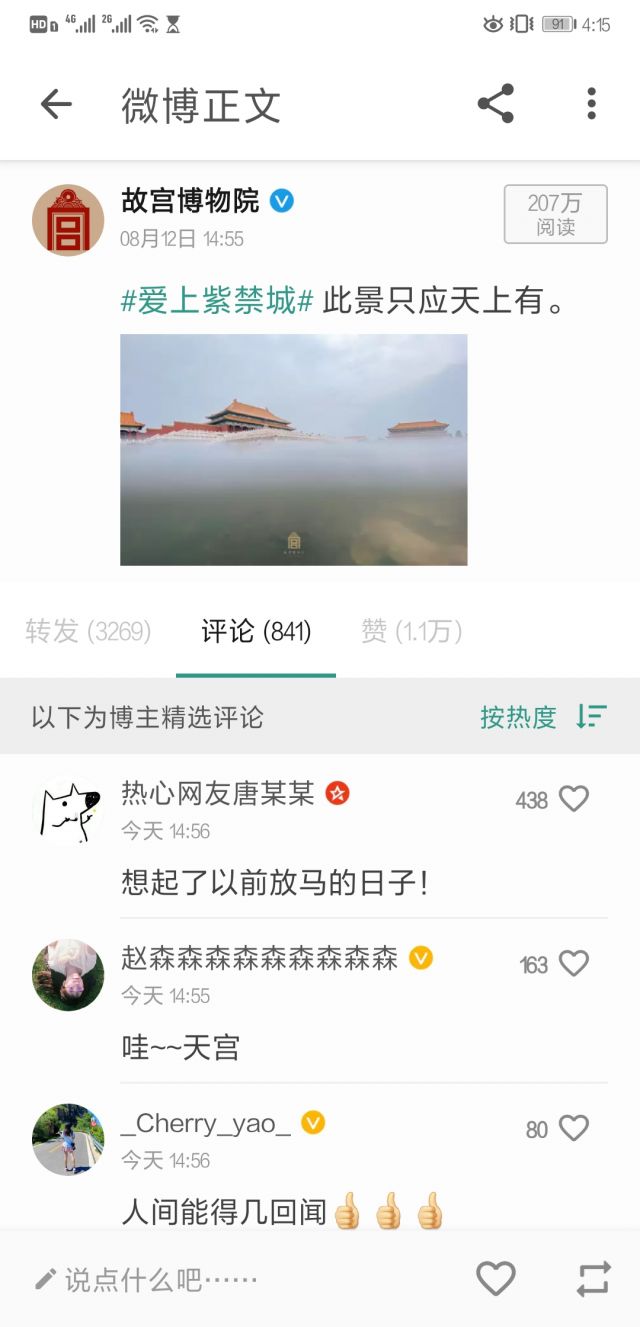 HD 1 4G 2G 91 4:15
微博正文
故宫博物院
207万
08月12日 14:55
阅读
#爱上紫禁城# 此景只应天上有。
转发 (3269) 评论 (841) 赞 (1.1万)
以下为博主精选评论 按热度
热心网友唐某某
438
今天 14:56
想起了以前放马的日子!
赵森森森森森森森森森
163
今天 14:55
哇~~天宫
_Cherry_yao_
80
今天 14:56
人间能得几回闻👍👍👍
说点什么吧……